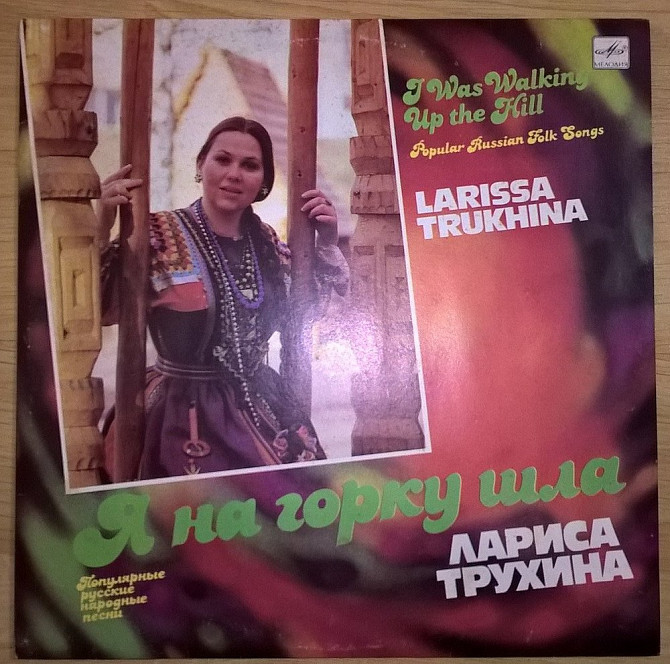 МЕЛОДИЯ
I Was Walking
Up the Hill
Popular Russian Folk Songs
LARISSA
TRUKHINA
Я на горку шла
ЛАРИСА
ТРУХИНА
Популярные
русские
народные
песни